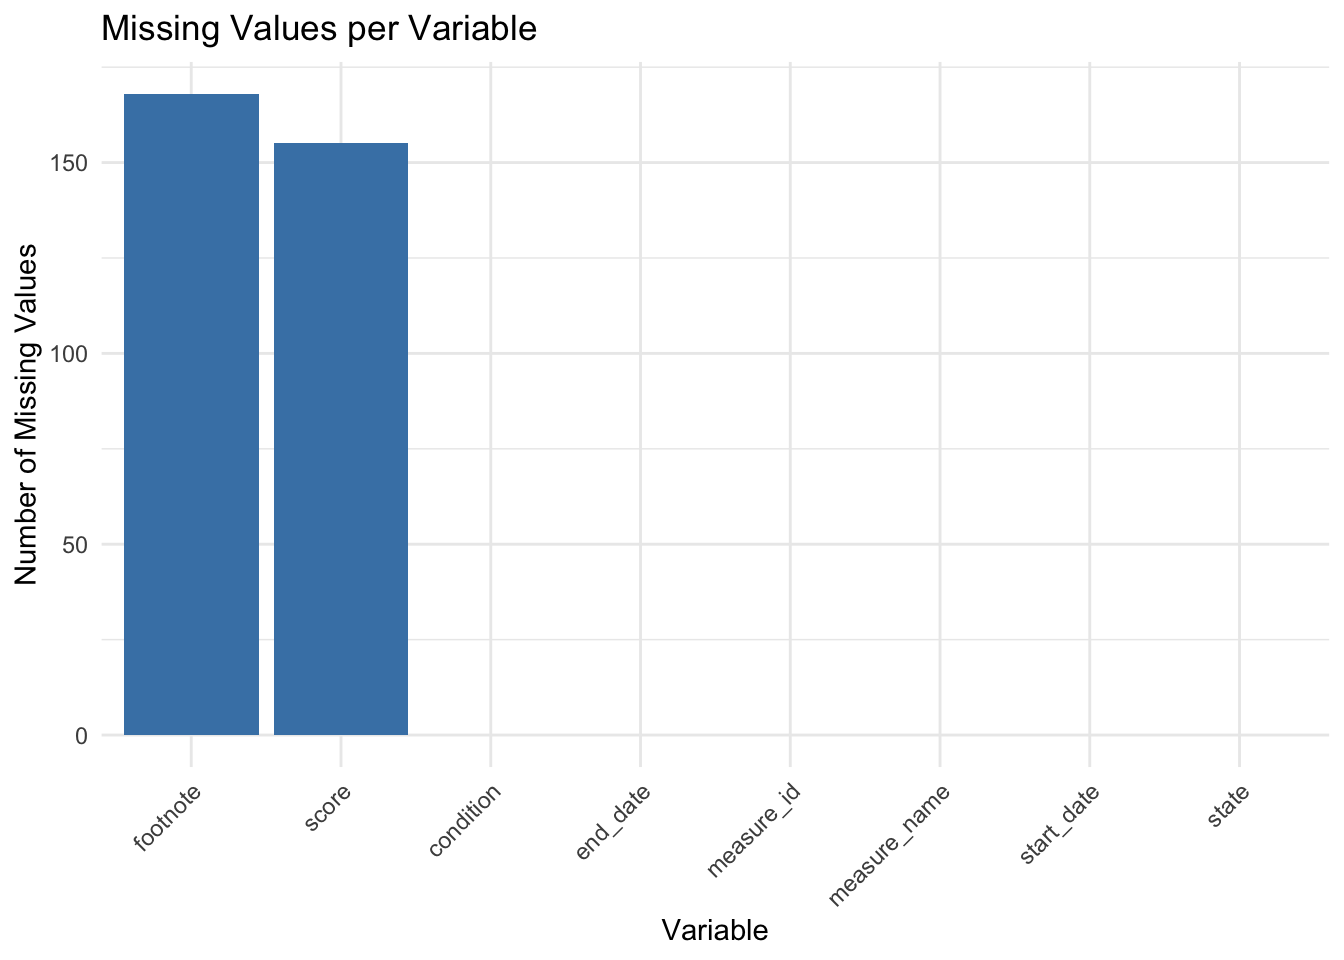 Missing Values per Variable
Number of Missing Values
150
100
50
0
footnote
score
condition
end_date
measure_id
measure_name
start_date
state
Variable